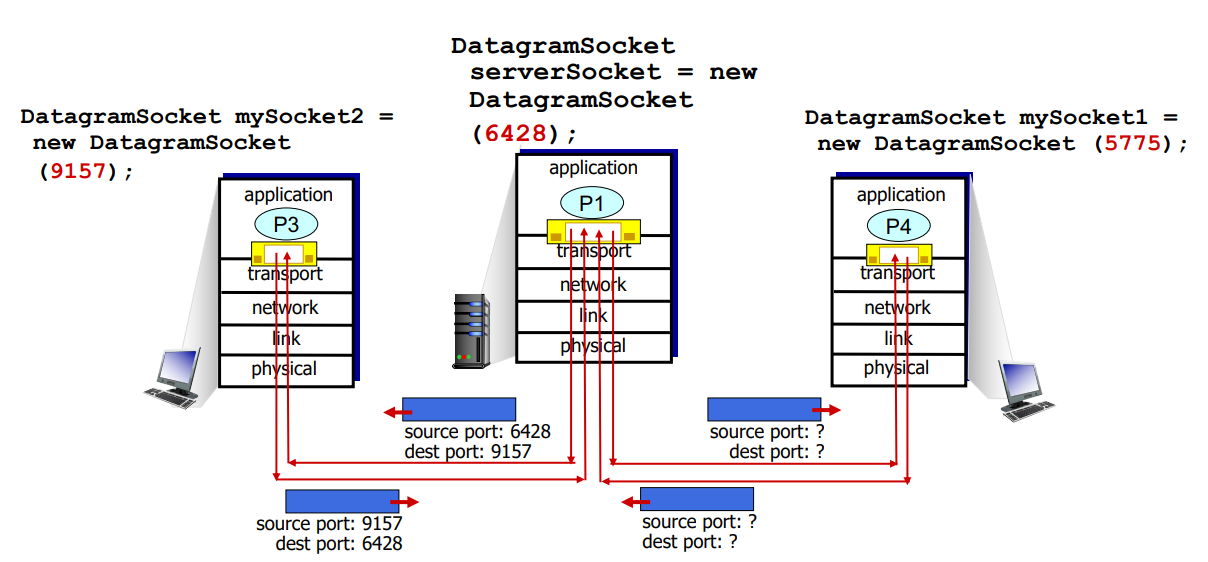 DatagramSocket
serverSocket = new
DatagramSocket
(6428);
DatagramSocket mySocket2 =
new DatagramSocket
(9157);
DatagramSocket mySocket1 =
new DatagramSocket (5775);
application
P3
transport
network
link
physical
application
P1
transport
network
link
physical
application
P4
transport
network
link
physical
source port: 6428
dest port: 9157
source port: ?
dest port: ?
source port: 9157
dest port: 6428
source port: ?
dest port: ?